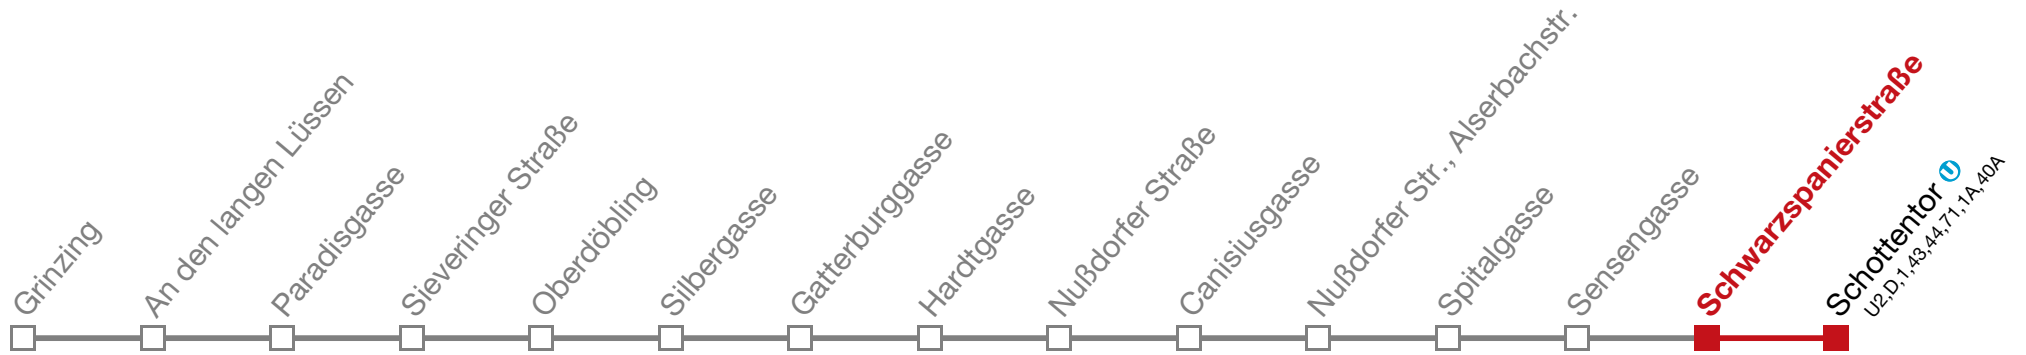 Grinzing
An den langen Lüssen
Paradisgasse
Sieveringer Straße
Oberdöbling
Silbergasse
Gatterburggasse
Hardtgasse
Nußdorfer Straße
Canisiusgasse
Nußdorfer Str., Alserbachstr.
Spitalgasse
Sensengasse
Schwarzspanierstraße
Schottentor U
U2,D,1,43,44,71,1A,40A